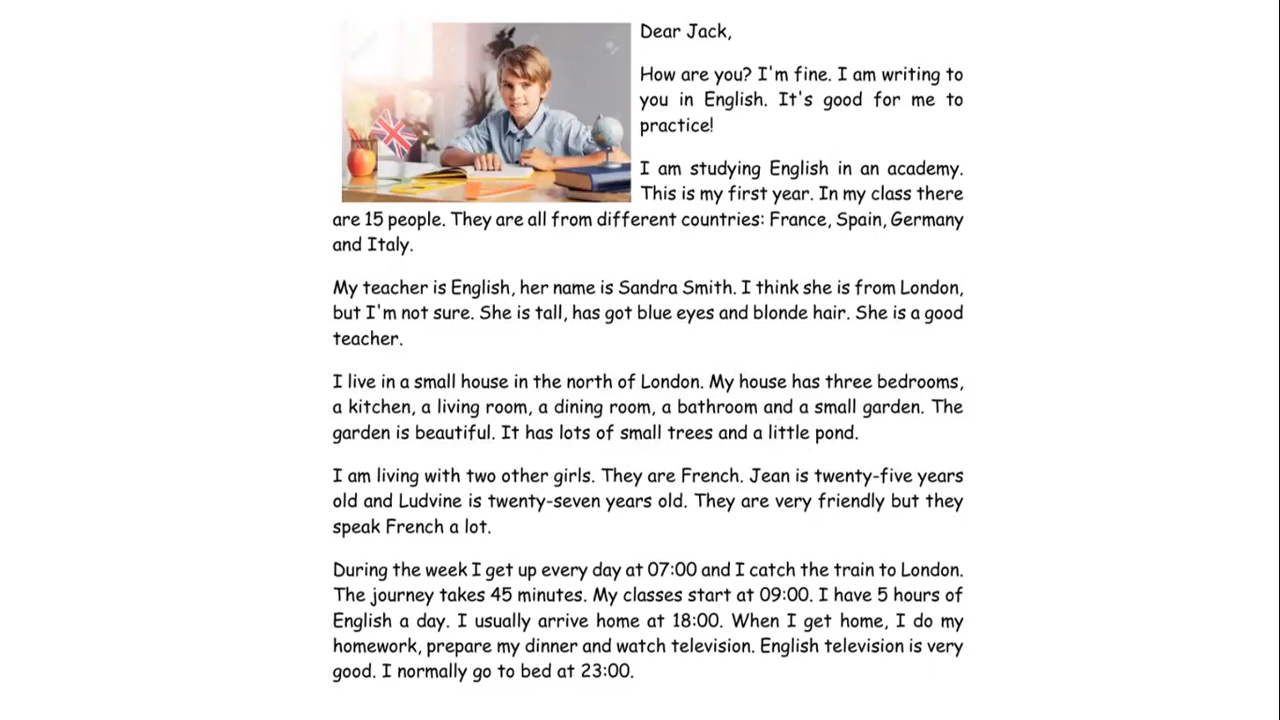 Dear Jack,
How are you? I'm fine. I am writing to
you in English. It's good for me to
practice!
I am studying English in an academy.
This is my first year. In my class there
are 15 people. They are all from different countries: France, Spain, Germany
and Italy.
My teacher is English, her name is Sandra Smith. I think she is from London,
but I'm not sure. She is tall, has got blue eyes and blonde hair. She is a good
teacher.
I live in a small house in the north of London. My house has three bedrooms,
a kitchen, a living room, a dining room, a bathroom and a small garden. The
garden is beautiful. It has lots of small trees and a little pond.
I am living with two other girls. They are French. Jean is twenty-five years
old and Ludvine is twenty-seven years old. They are very friendly but they
speak French a lot.
During the week I get up every day at 07:00 and I catch the train to London.
The journey takes 45 minutes. My classes start at 09:00. I have 5 hours of
English a day. I usually arrive home at 18:00. When I get home, I do my
homework, prepare my dinner and watch television. English television is very
good. I normally go to bed at 23:00.